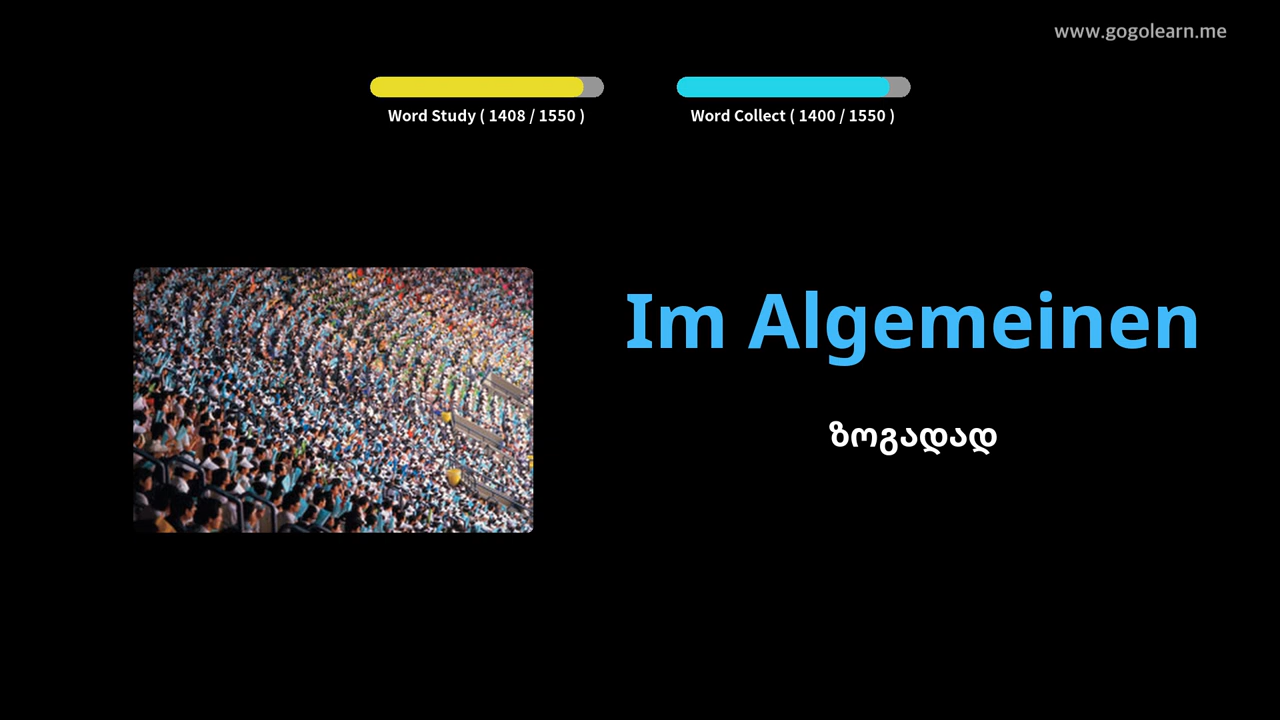 www.gogolearn.me
Word Study ( 1408 / 1550 )
Word Collect ( 1400 / 1550 )
Im Algemeinen
ზოგადად